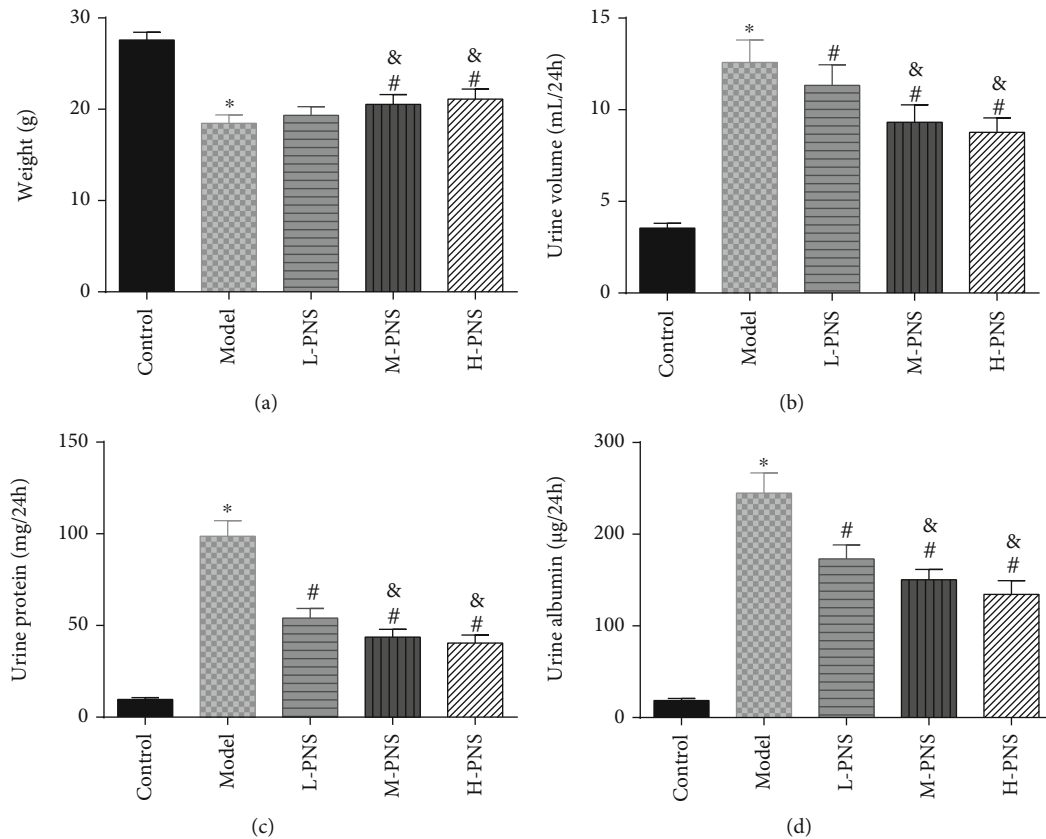 Weight (g)
30
20
10
0
*
&
#
&
#
Control
Model
L-PNS
M-PNS
H-PNS
(a)
Urine volume (mL/24h)
15
10
5
0
*
#
&
#
&
#
Control
Model
L-PNS
M-PNS
H-PNS
(b)
Urine protein (mg/24h)
150
100
50
0
*
#
&
#
&
#
Control
Model
L-PNS
M-PNS
H-PNS
(c)
Urine albumin (μg/24h)
300
200
100
0
*
#
&
#
&
#
Control
Model
L-PNS
M-PNS
H-PNS
(d)